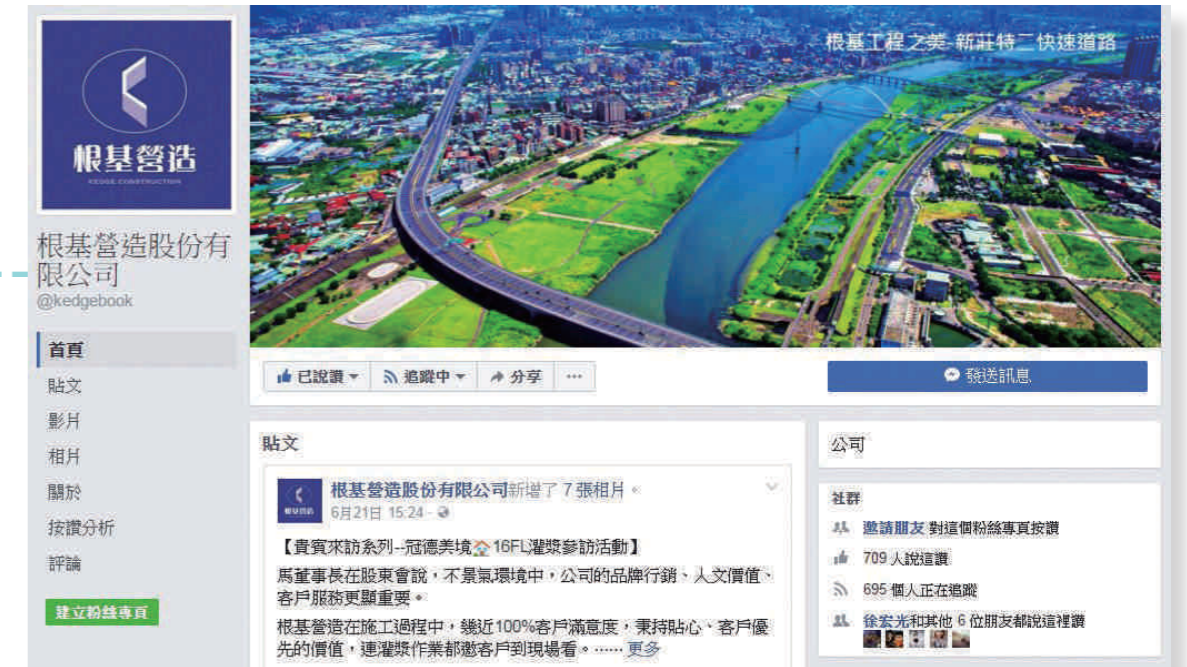 根基營造
KEDGE CONSTRUCTION
根基營造股份有
限公司
@kedgebook
首頁
貼文
影片
相片
關於
按讚分析
評論
建立粉絲專頁
根基工程之美-新莊特二快速道路
已說讚
追蹤中
分享
發送訊息
貼文
根基營造
根基營造股份有限公司新增了 7 張相片。
6月21日 15:24
【貴賓來訪系列--冠德美境🏠16FL灌漿參訪活動】
馬董事長在股東會說,不景氣環境中,公司的品牌行銷、人文價值、
客戶服務更顯重要。
根基營造在施工過程中,幾近100%客戶滿意度,秉持貼心、客戶優
先的價值,連灌漿作業都邀客戶到現場看。…… 更多
公司
社群
邀請朋友 對這個粉絲專頁按讚
709 人說這讚
695 個人正在追蹤
徐宏光和其他 6 位朋友都說這裡讚